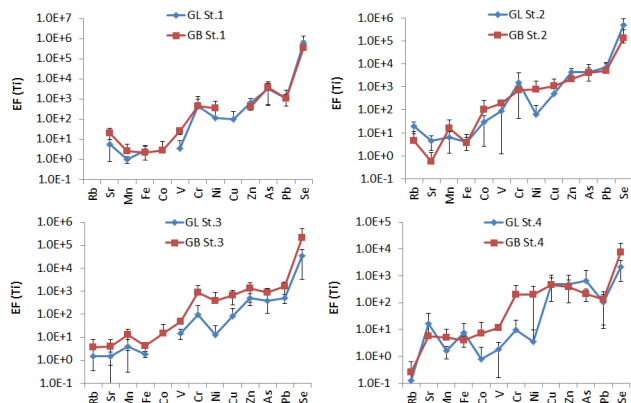 1.0E+7
1.0E+6
1.0E+5
1.0E+4
1.0E+3
1.0E+2
1.0E+1
1.0E+0
1.0E-1
EF (Ti)
GL St.1
GB St.1
Rb Sr Mn Fe Co V Cr Ni Cu Zn As Pb Se
1.0E+6
1.0E+5
1.0E+4
1.0E+3
1.0E+2
1.0E+1
1.0E+0
1.0E-1
EF (Ti)
GL St.2
GB St.2
Rb Sr Mn Fe Co V Cr Ni Cu Zn As Pb Se
1.0E+6
1.0E+5
1.0E+4
1.0E+3
1.0E+2
1.0E+1
1.0E+0
1.0E-1
EF (Ti)
GL St.3
GB St.3
Rb Sr Mn Fe Co V Cr Ni Cu Zn As Pb Se
1.0E+5
1.0E+4
1.0E+3
1.0E+2
1.0E+1
1.0E+0
1.0E-1
EF (Ti)
GL St.4
GB St.4
Rb Sr Mn Fe Co V Cr Ni Cu Zn As Pb Se